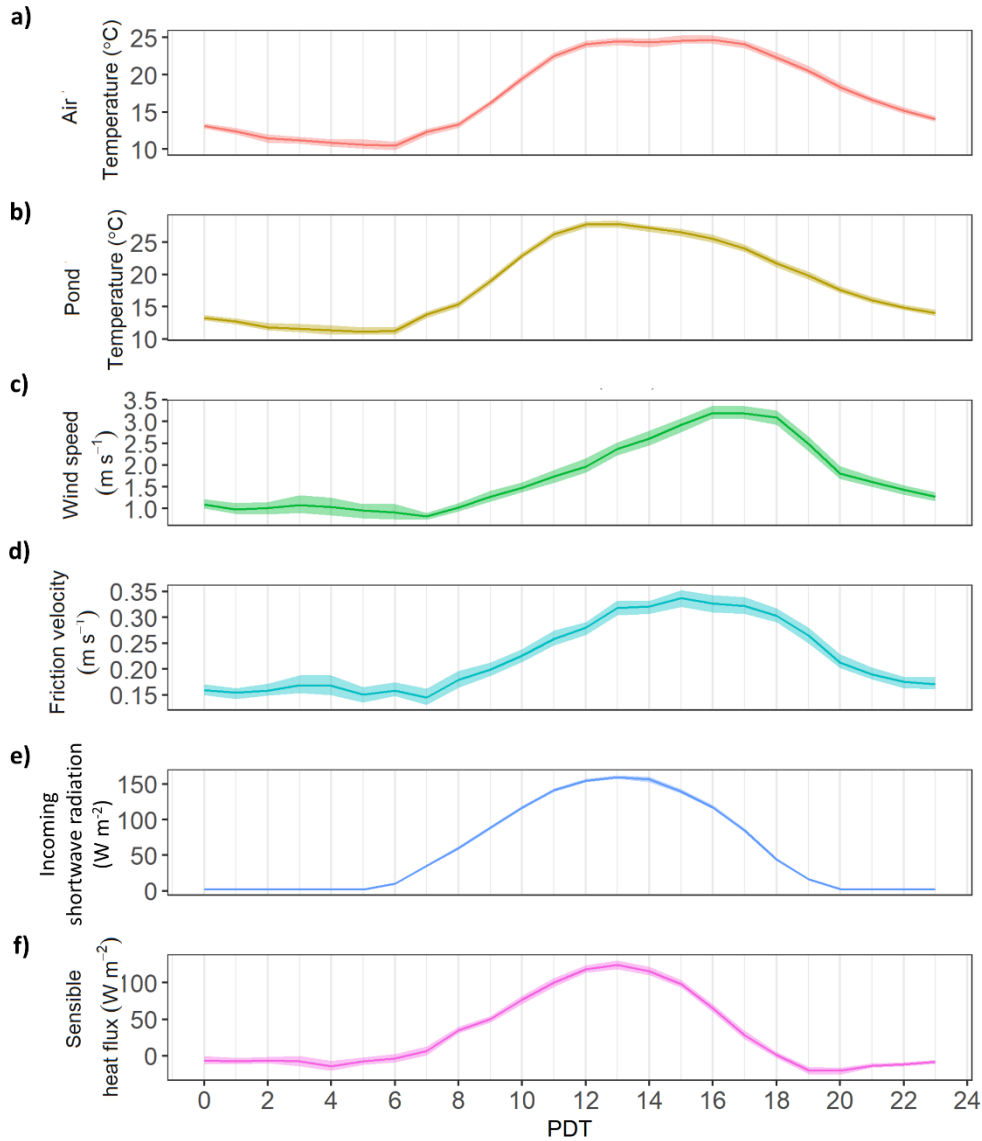 a)
Air
Temperature (°C)
25
20
15
10
b)
Pond
Temperature (°C)
25
20
15
10
c)
Wind speed
(m s⁻¹)
3.5
3.0
2.5
2.0
1.5
1.0
d)
Friction velocity
(m s⁻¹)
0.35
0.30
0.20
0.15
e)
Incoming
shortwave radiation
(W m⁻²)
150
100
50
0
f)
Sensible
heat flux (W m⁻²)
100
50
0
0 2 4 6 8 10 12 14 16 18 20 22 24
PDT